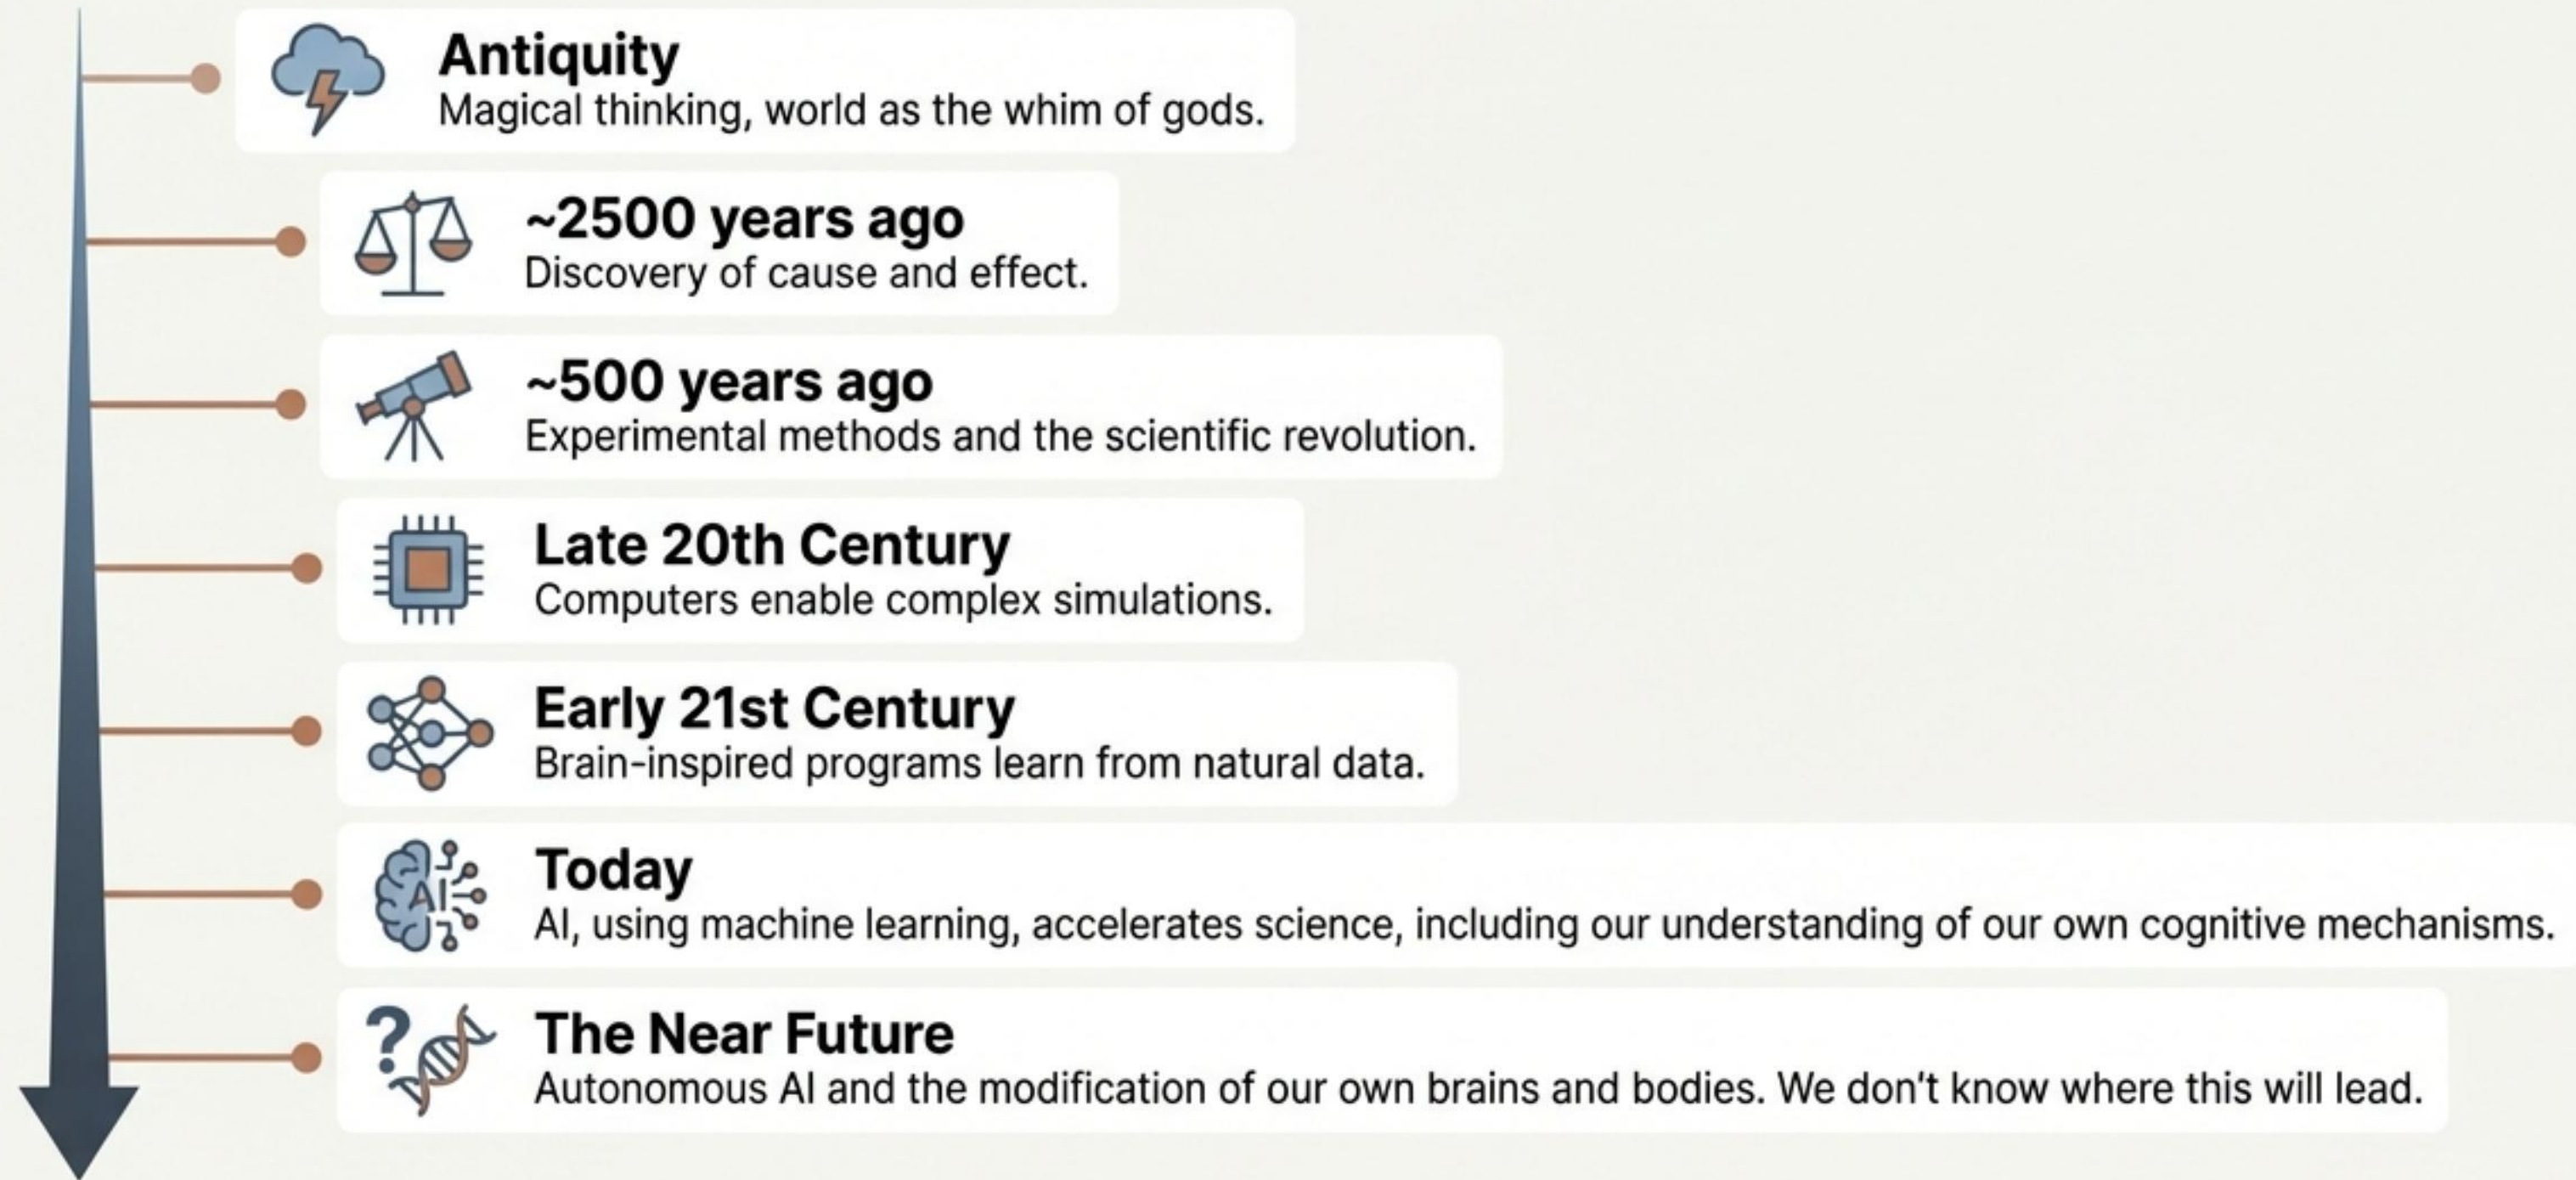 Antiquity
Magical thinking, world as the whim of gods.
~2500 years ago
Discovery of cause and effect.
~500 years ago
Experimental methods and the scientific revolution.
Late 20th Century
Computers enable complex simulations.
Early 21st Century
Brain-inspired programs learn from natural data.
AI
Today
AI, using machine learning, accelerates science, including our understanding of our own cognitive mechanisms.
?
The Near Future
Autonomous AI and the modification of our own brains and bodies. We don't know where this will lead.